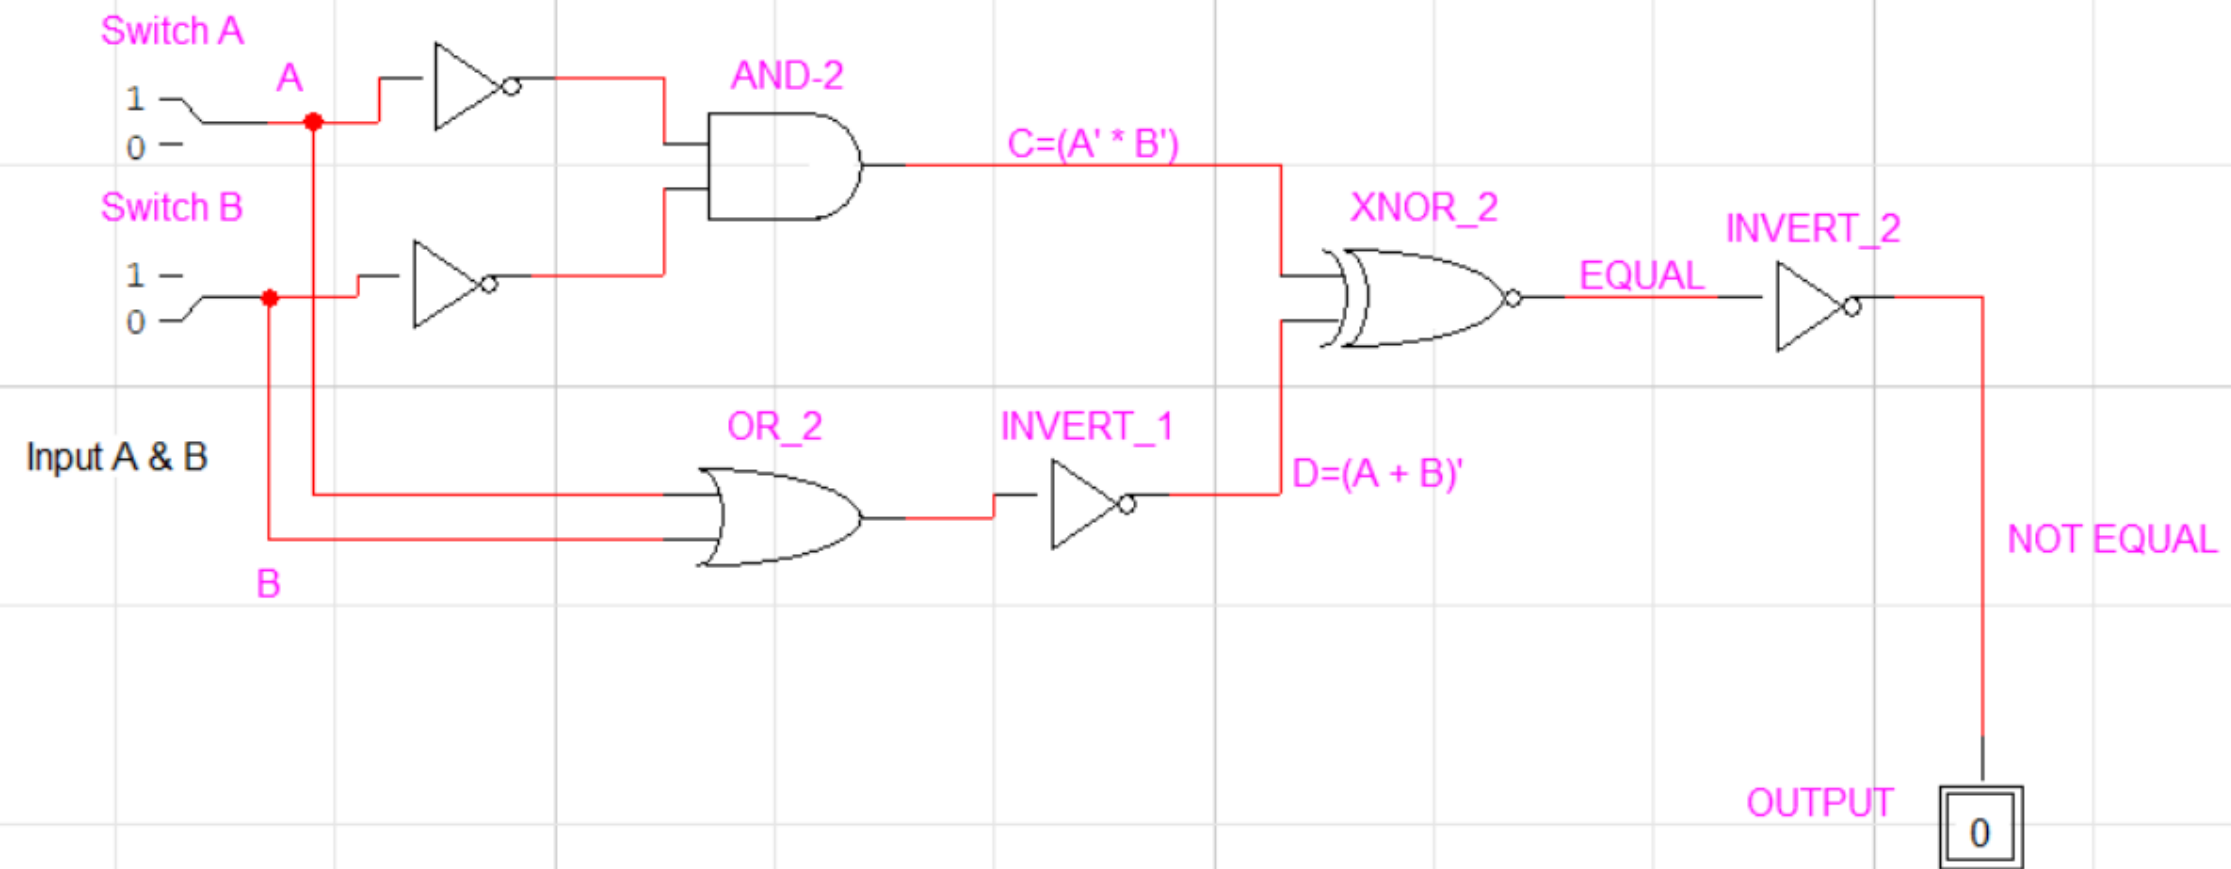 Switch A
A
1
0
AND-2
C=(A' * B')
Switch B
1
0
XNOR_2
INVERT_2
EQUAL
OR_2
INVERT_1
Input A & B
D=(A + B)'
NOT EQUAL
B
OUTPUT
0